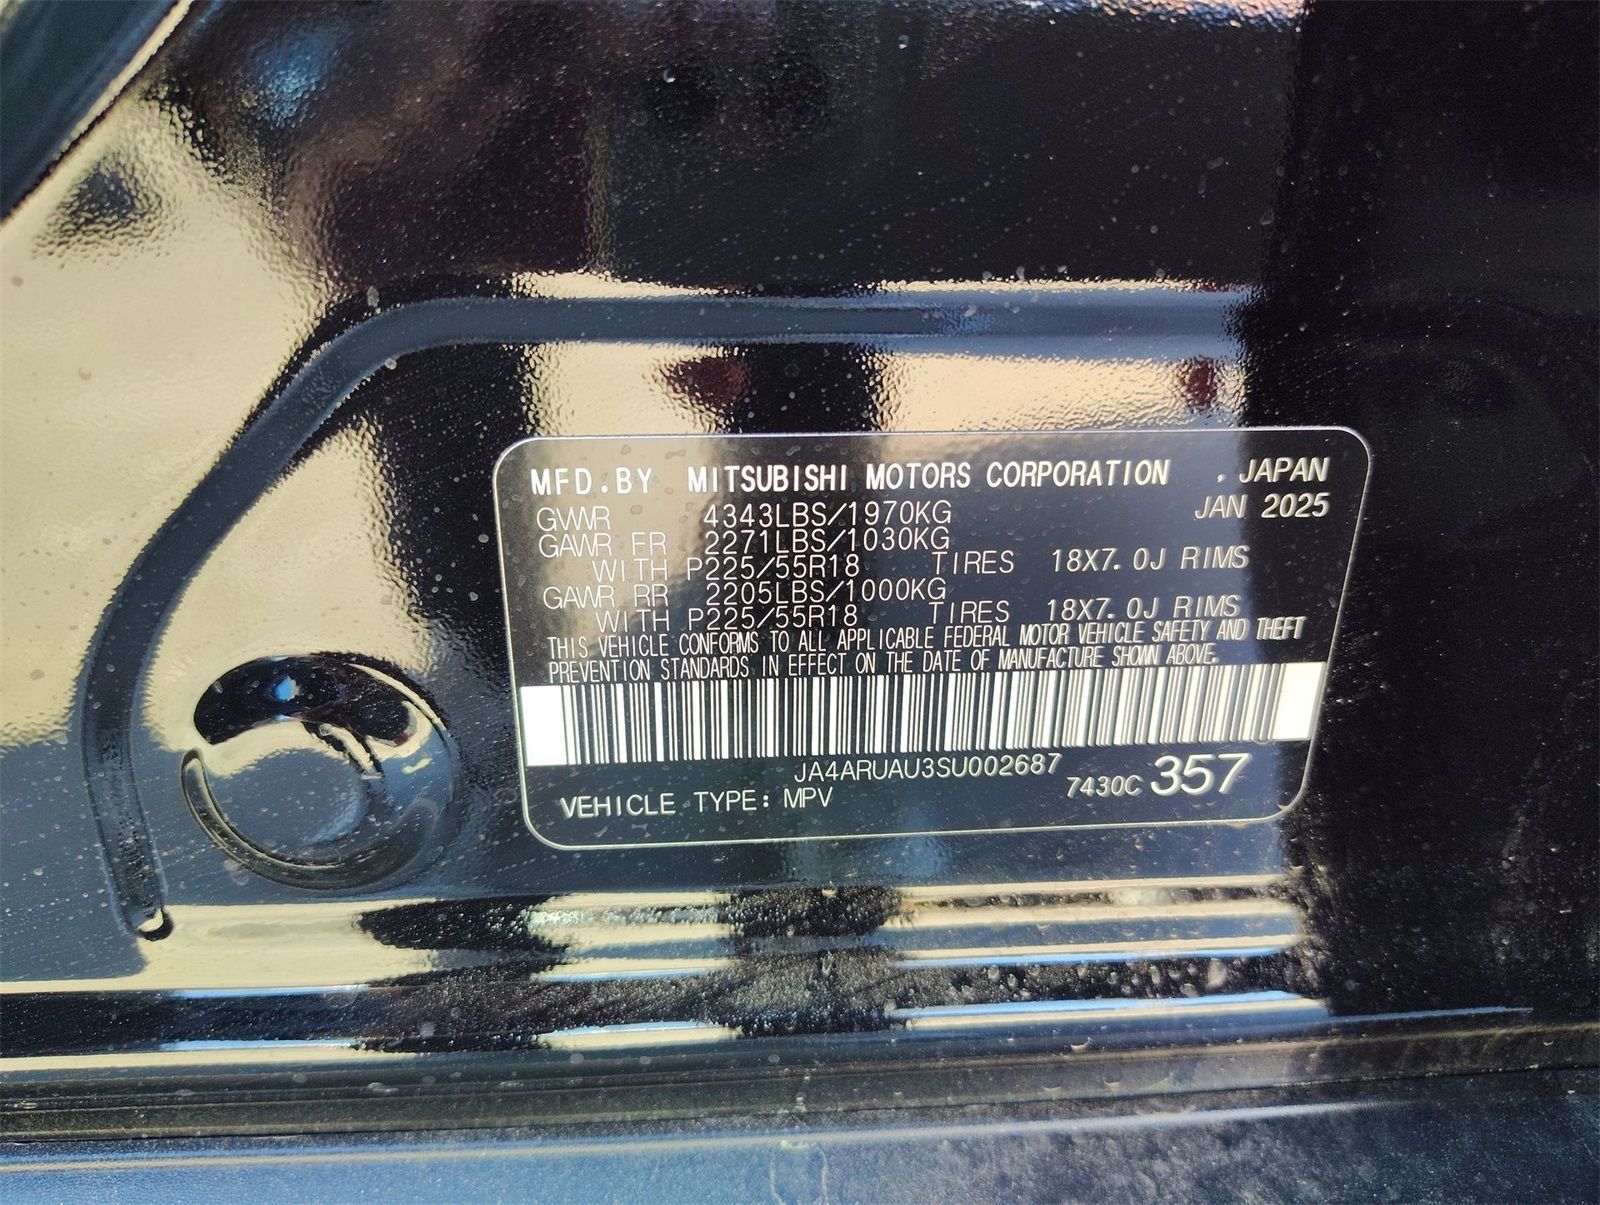 MFD.BY MITSUBISHI MOTORS CORPORATION , JAPAN
GVWR 4343LBS/1970KG JAN 2025
GAWR FR 2271LBS/1030KG
WITH P225/55R18 TIRES 18X7.0J RIMS
GAWR RR 2205LBS/1000KG
WITH P225/55R18 TIRES 18X7.0J RIMS
THIS VEHICLE CONFORMS TO ALL APPLICABLE FEDERAL MOTOR VEHICLE SAFETY AND THEFT
PREVENTION STANDARDS IN EFFECT ON THE DATE OF MANUFACTURE SHOWN ABOVE.
JA4ARUAU3SU002687
VEHICLE TYPE: MPV 7430C 357